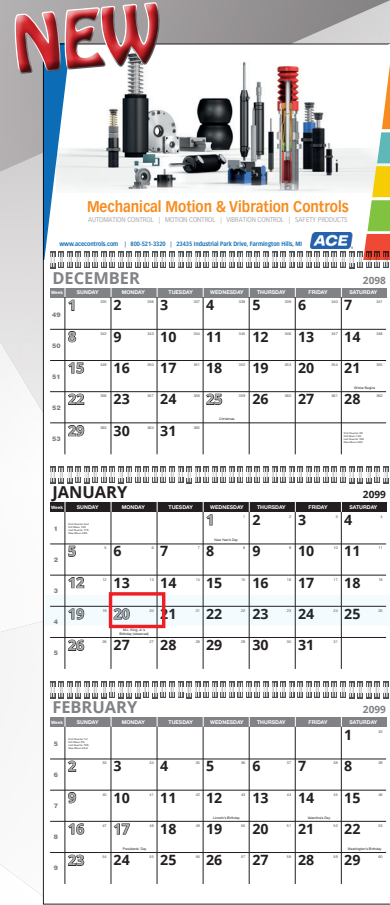 NEW
Mechanical Motion & Vibration Controls
AUTOMATION CONTROL | MOTION CONTROL | VIBRATION CONTROL | SAFETY PRODUCTS
www.acecontrols.com | 800-521-3320 | 23435 Industrial Park Drive, Farmington Hills, MI ACE
DECEMBER 2098
Week SUNDAY MONDAY TUESDAY WEDNESDAY THURSDAY FRIDAY SATURDAY
49 1 2 3 4 5 6 7
50 8 9 10 11 12 13 14
51 15 16 17 18 19 20 21
Winter Begins
52 22 23 24 25 26 27 28
Christmas
53 29 30 31
JANUARY 2099
Week SUNDAY MONDAY TUESDAY WEDNESDAY THURSDAY FRIDAY SATURDAY
1 1 2 3 4
New Year's Day
2 5 6 7 8 9 10 11
3 12 13 14 15 16 17 18
4 19 20 21 22 23 24 25
M.L. King, Jr.'s
Birthday (observed)
5 26 27 28 29 30 31
FEBRUARY 2099
Week SUNDAY MONDAY TUESDAY WEDNESDAY THURSDAY FRIDAY SATURDAY
5 1
6 2 3 4 5 6 7 8
7 9 10 11 12 13 14 15
Lincoln's Birthday Valentine's Day
8 16 17 18 19 20 21 22
Presidents' Day Washington's Birthday
9 23 24 25 26 27 28 29